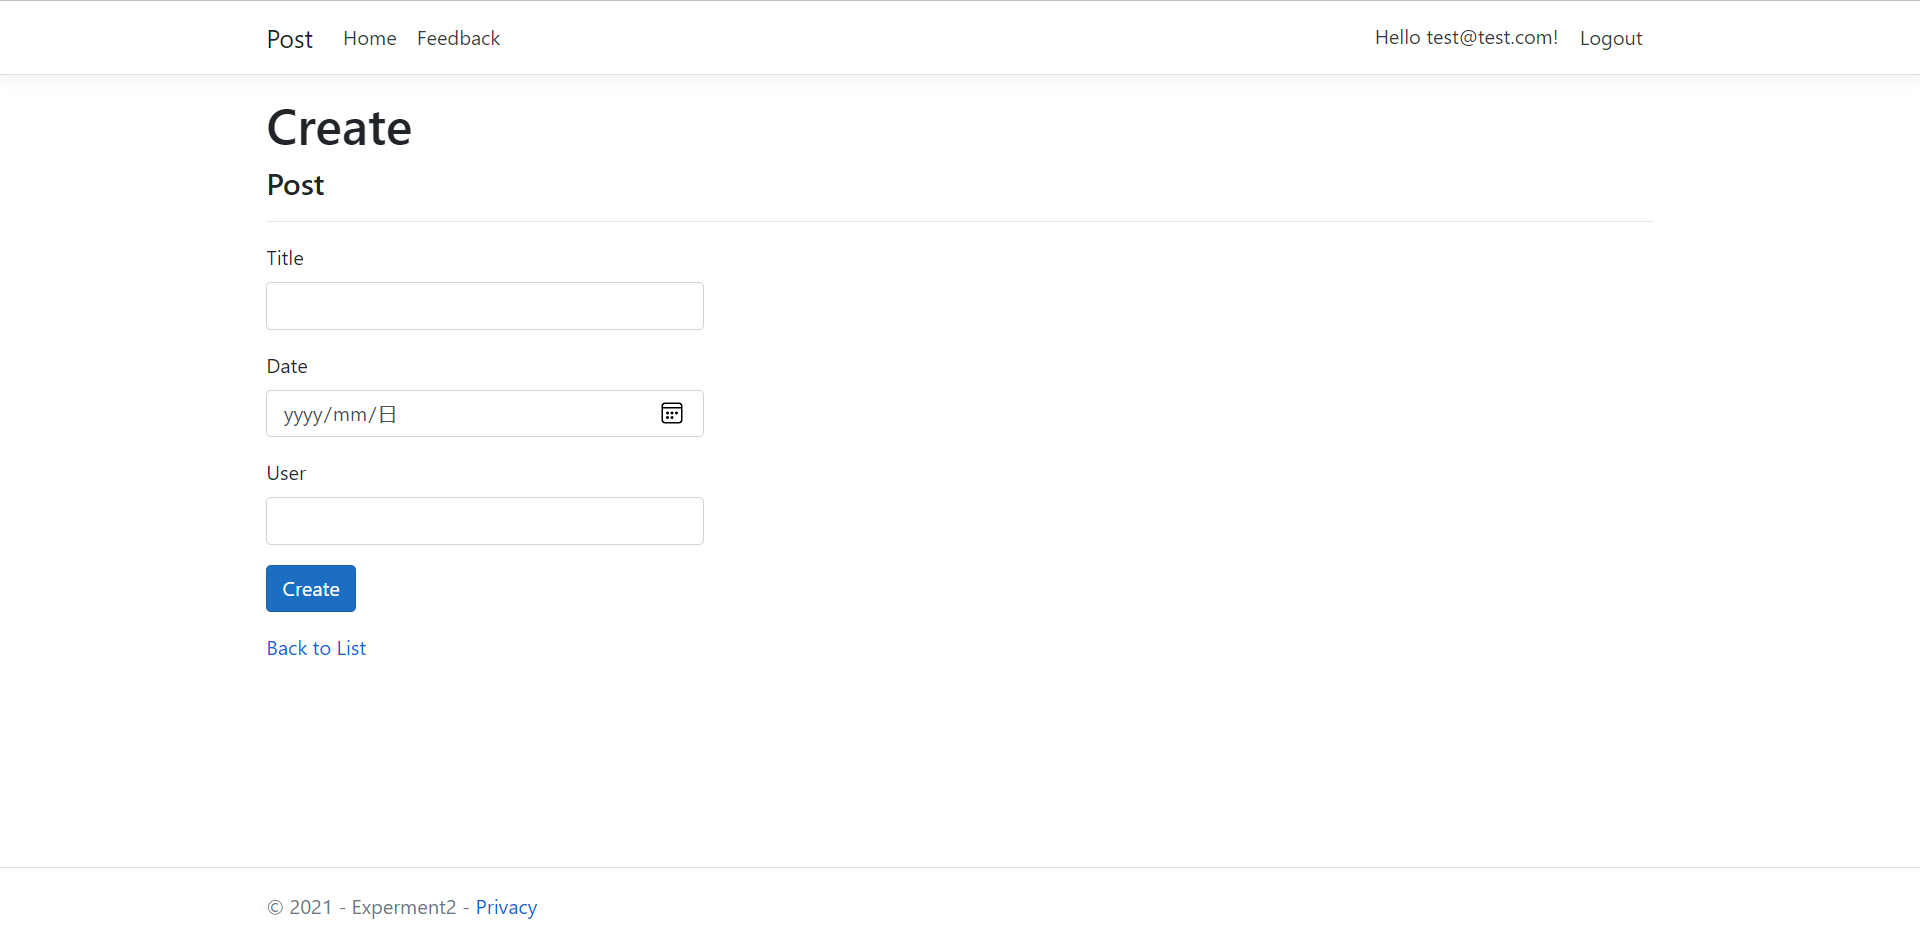 Post Home Feedback Hello test@test.com! Logout
Create
Post
Title
Date
yyyy/mm/日
User
Create
Back to List
© 2021 - Experment2 - Privacy